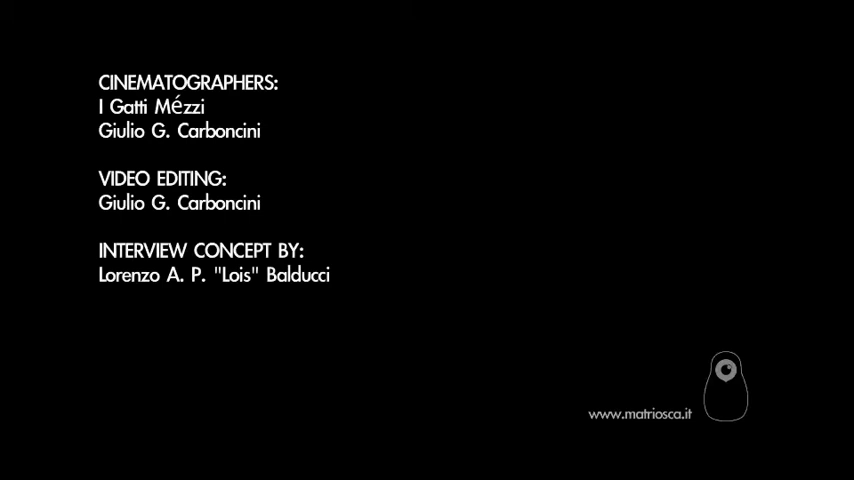 CINEMATOGRAPHERS:
I Gatti Mézzi
Giulio G. Carboncini
VIDEO EDITING:
Giulio G. Carboncini
INTERVIEW CONCEPT BY:
Lorenzo A. P. "Lois" Balducci
www.matriosca.it